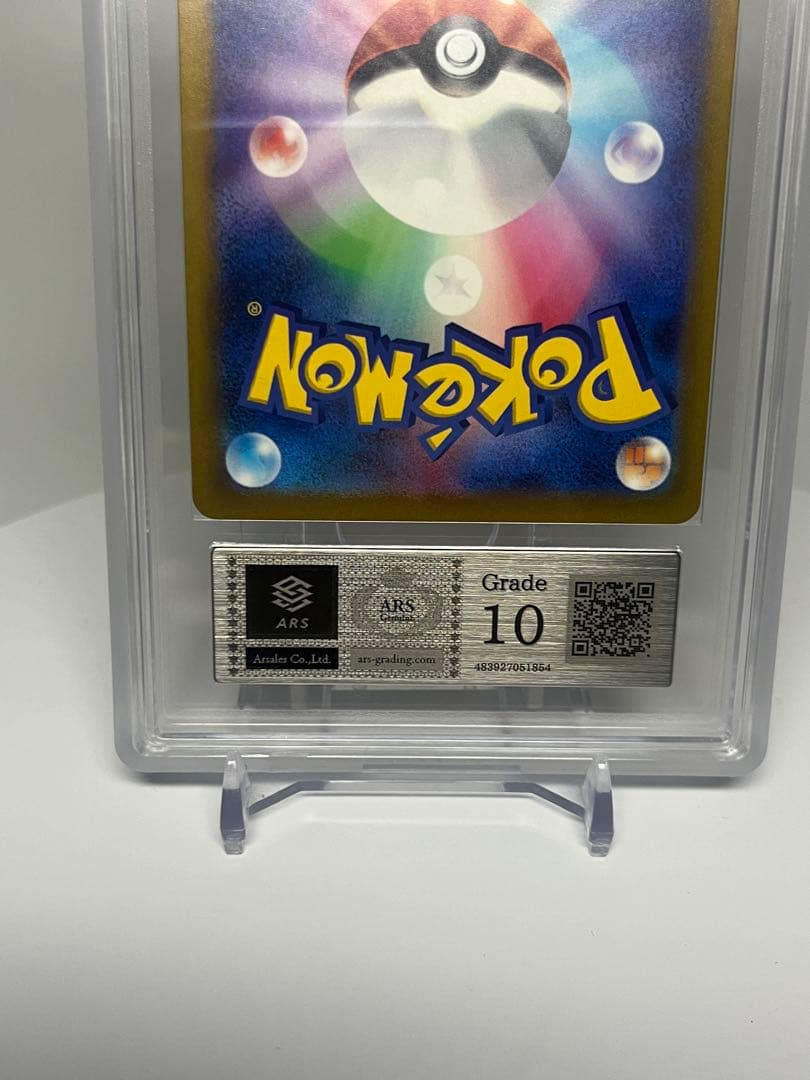 POKéMON
®
ARS
Arsales Co.,Ltd.
ARS
ars-grading.com
Grade
10
483927051854